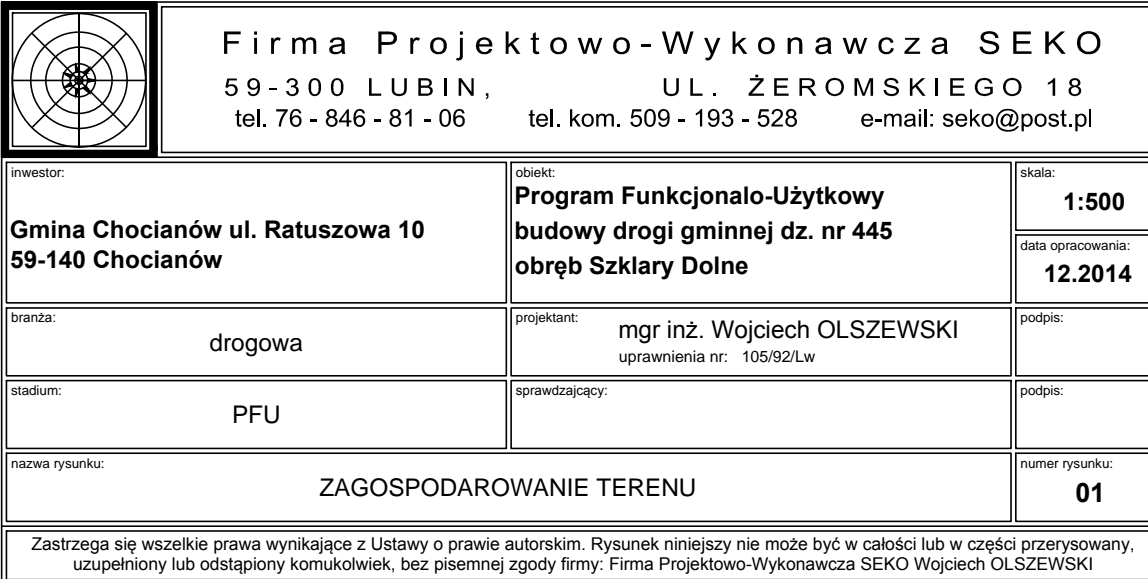 Firma Projektowo-Wykonawcza SEKO
59-300 LUBIN, UL. ŻEROMSKIEGO 18
tel. 76 - 846 - 81 - 06 tel. kom. 509 - 193 - 528 e-mail: seko@post.pl
inwestor:
Gmina Chocianów ul. Ratuszowa 10
59-140 Chocianów
obiekt:
Program Funkcjonalo-Użytkowy
budowy drogi gminnej dz. nr 445
obręb Szklary Dolne
skala:
1:500
data opracowania:
12.2014
branża:
drogowa
projektant:
mgr inż. Wojciech OLSZEWSKI
uprawnienia nr: 105/92/Lw
podpis:
stadium:
PFU
sprawdzajcący:
podpis:
nazwa rysunku:
ZAGOSPODAROWANIE TERENU
numer rysunku:
01
Zastrzega się wszelkie prawa wynikające z Ustawy o prawie autorskim. Rysunek niniejszy nie może być w całości lub w części przerysowany,
uzupełniony lub odstąpiony komukolwiek, bez pisemnej zgody firmy: Firma Projektowo-Wykonawcza SEKO Wojciech OLSZEWSKI